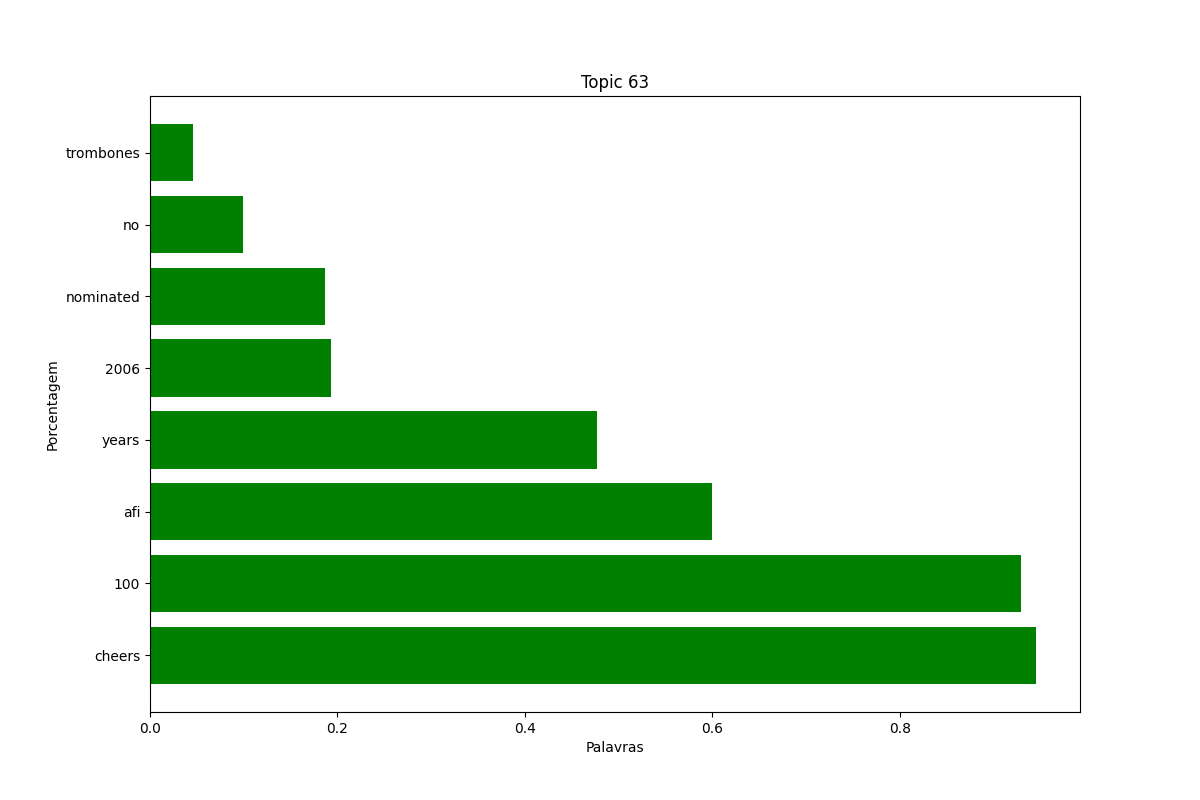 Topic 63
trombones
no
nominated
2006
years
afi
100
cheers
Porcentagem
0.0 0.2 0.4 0.6 0.8
Palavras